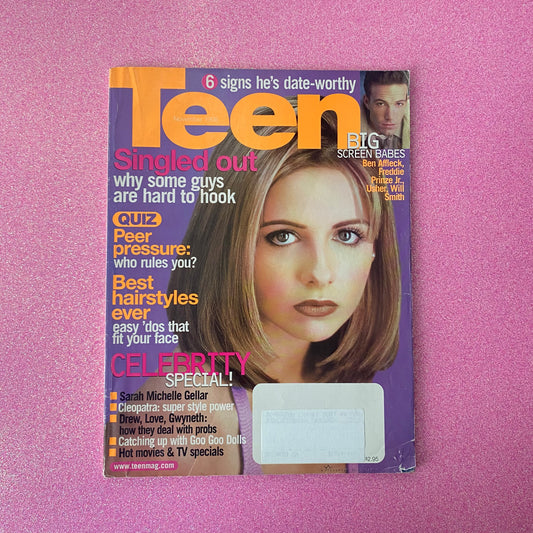 6 signs he's date-worthy
Teen
November
BIG
SCREEN BABES
Ben Affleck,
Freddie
Prinze Jr.,
Usher, Will
Smith
Singled out
why some guys
are hard to hook
QUIZ
Peer
pressure:
who rules you?
Best
hairstyles
ever
easy 'dos that
fit your face
CELEBRITY
SPECIAL!
Sarah Michelle Gellar
Cleopatra: super style power
Drew, Love, Gwyneth:
how they deal with probs
Catching up with Goo Goo Dolls
Hot movies & TV specials
www.teenmag.com
$2.95